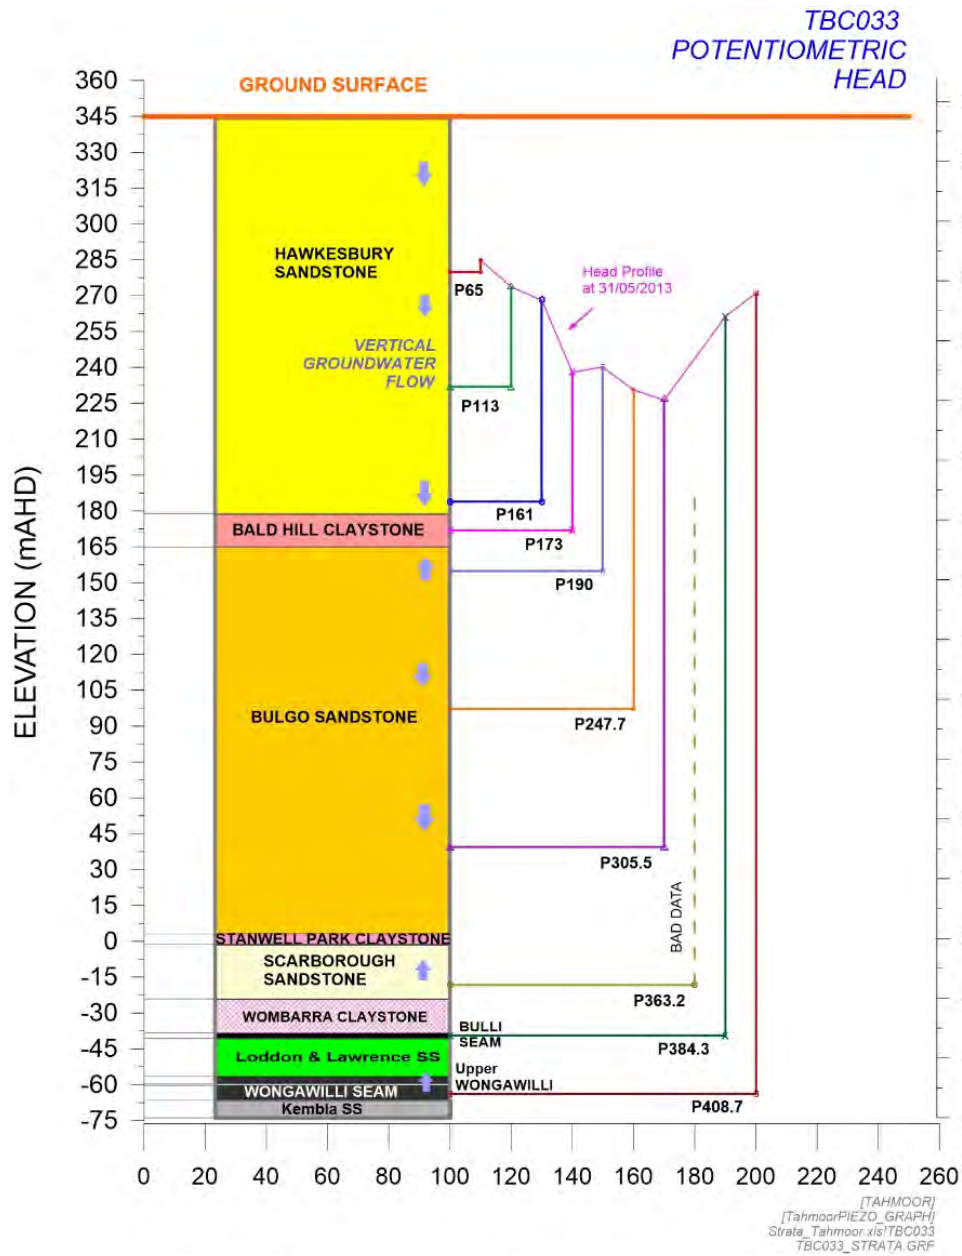 TBC033
POTENTIOMETRIC
HEAD
GROUND SURFACE
ELEVATION (mAHD)
360
345
330
315
300
285
270
255
240
225
210
195
180
165
150
135
120
105
90
75
60
45
30
15
0
-15
-30
-45
-60
-75
HAWKESBURY
SANDSTONE
VERTICAL
GROUNDWATER
FLOW
BALD HILL CLAYSTONE
BULGO SANDSTONE
STANWELL PARK CLAYSTONE
SCARBOROUGH
SANDSTONE
WOMBARRA CLAYSTONE
Loddon & Lawrence SS
WONGAWILLI SEAM
Kembla SS
BULLI
SEAM
Upper
WONGAWILLI
Head Profile
at 31/05/2013
P65
P113
P161
P173
P190
P247.7
P305.5
BAD DATA
P363.2
P384.3
P408.7
0 20 40 60 80 100 120 140 160 180 200 220 240 260
[TAHMOOR]
[TahmoorPIEZO_GRAPH]
Strata_Tahmoor.xls!TBC033
TBC033_STRATA.GRF